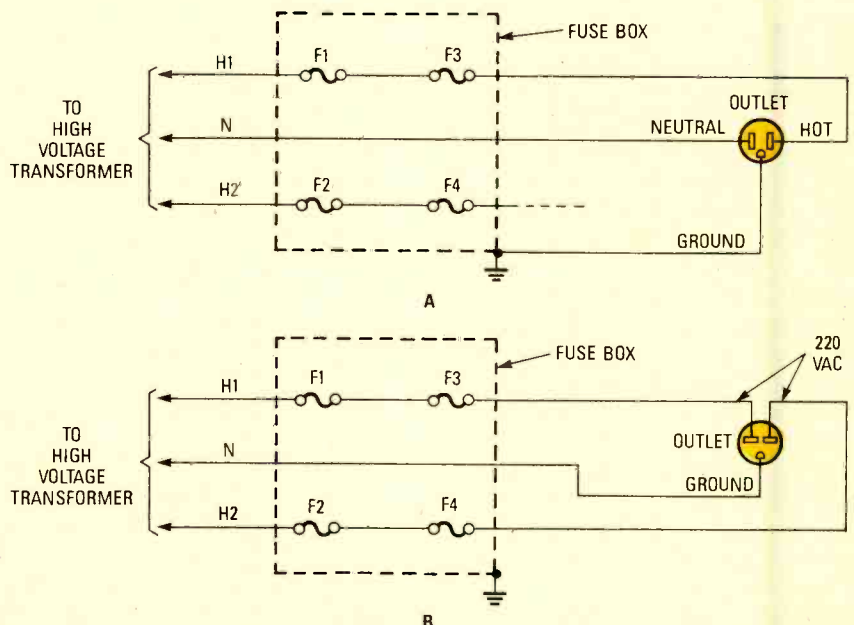 FUSE BOX
H1
F1
F3
OUTLET
TO
HIGH
VOLTAGE
TRANSFORMER
N
NEUTRAL
HOT
H2'
F2
F4
GROUND
A
FUSE BOX
220
VAC
H1
F1
F3
TO
HIGH
VOLTAGE
TRANSFORMER
N
OUTLET
GROUND
H2
F2
F4
B